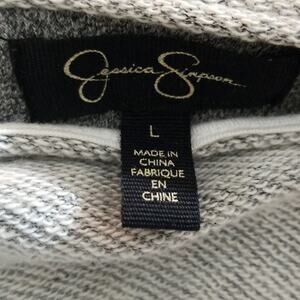 Jessica Simpson
L
MADE IN
CHINA
FABRIQUE
EN
CHINE